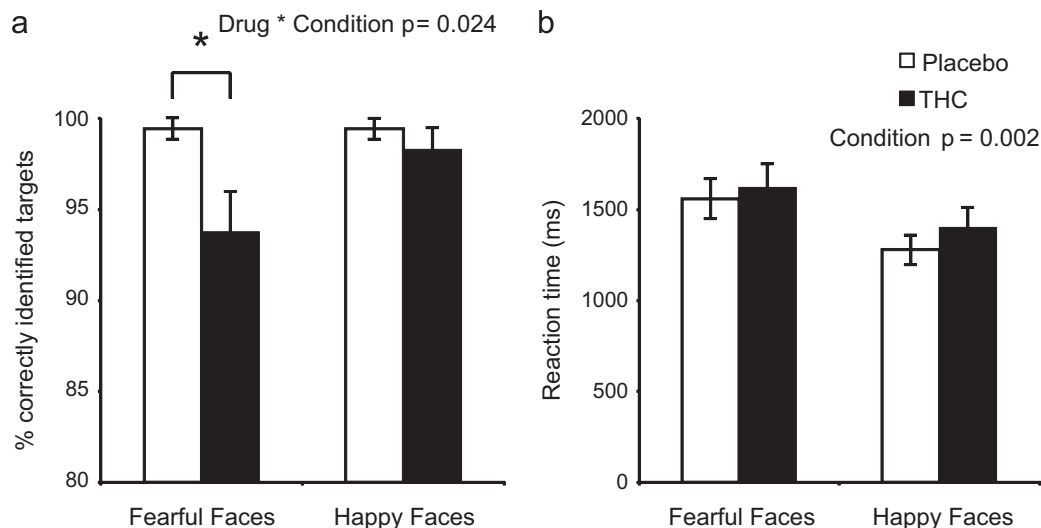 a
Drug * Condition p= 0.024
*
% correctly identified targets
100
95
90
85
80
Fearful Faces
Happy Faces
b
Placebo
THC
Condition p = 0.002
Reaction time (ms)
2000
1500
1000
500
0
Fearful Faces
Happy Faces